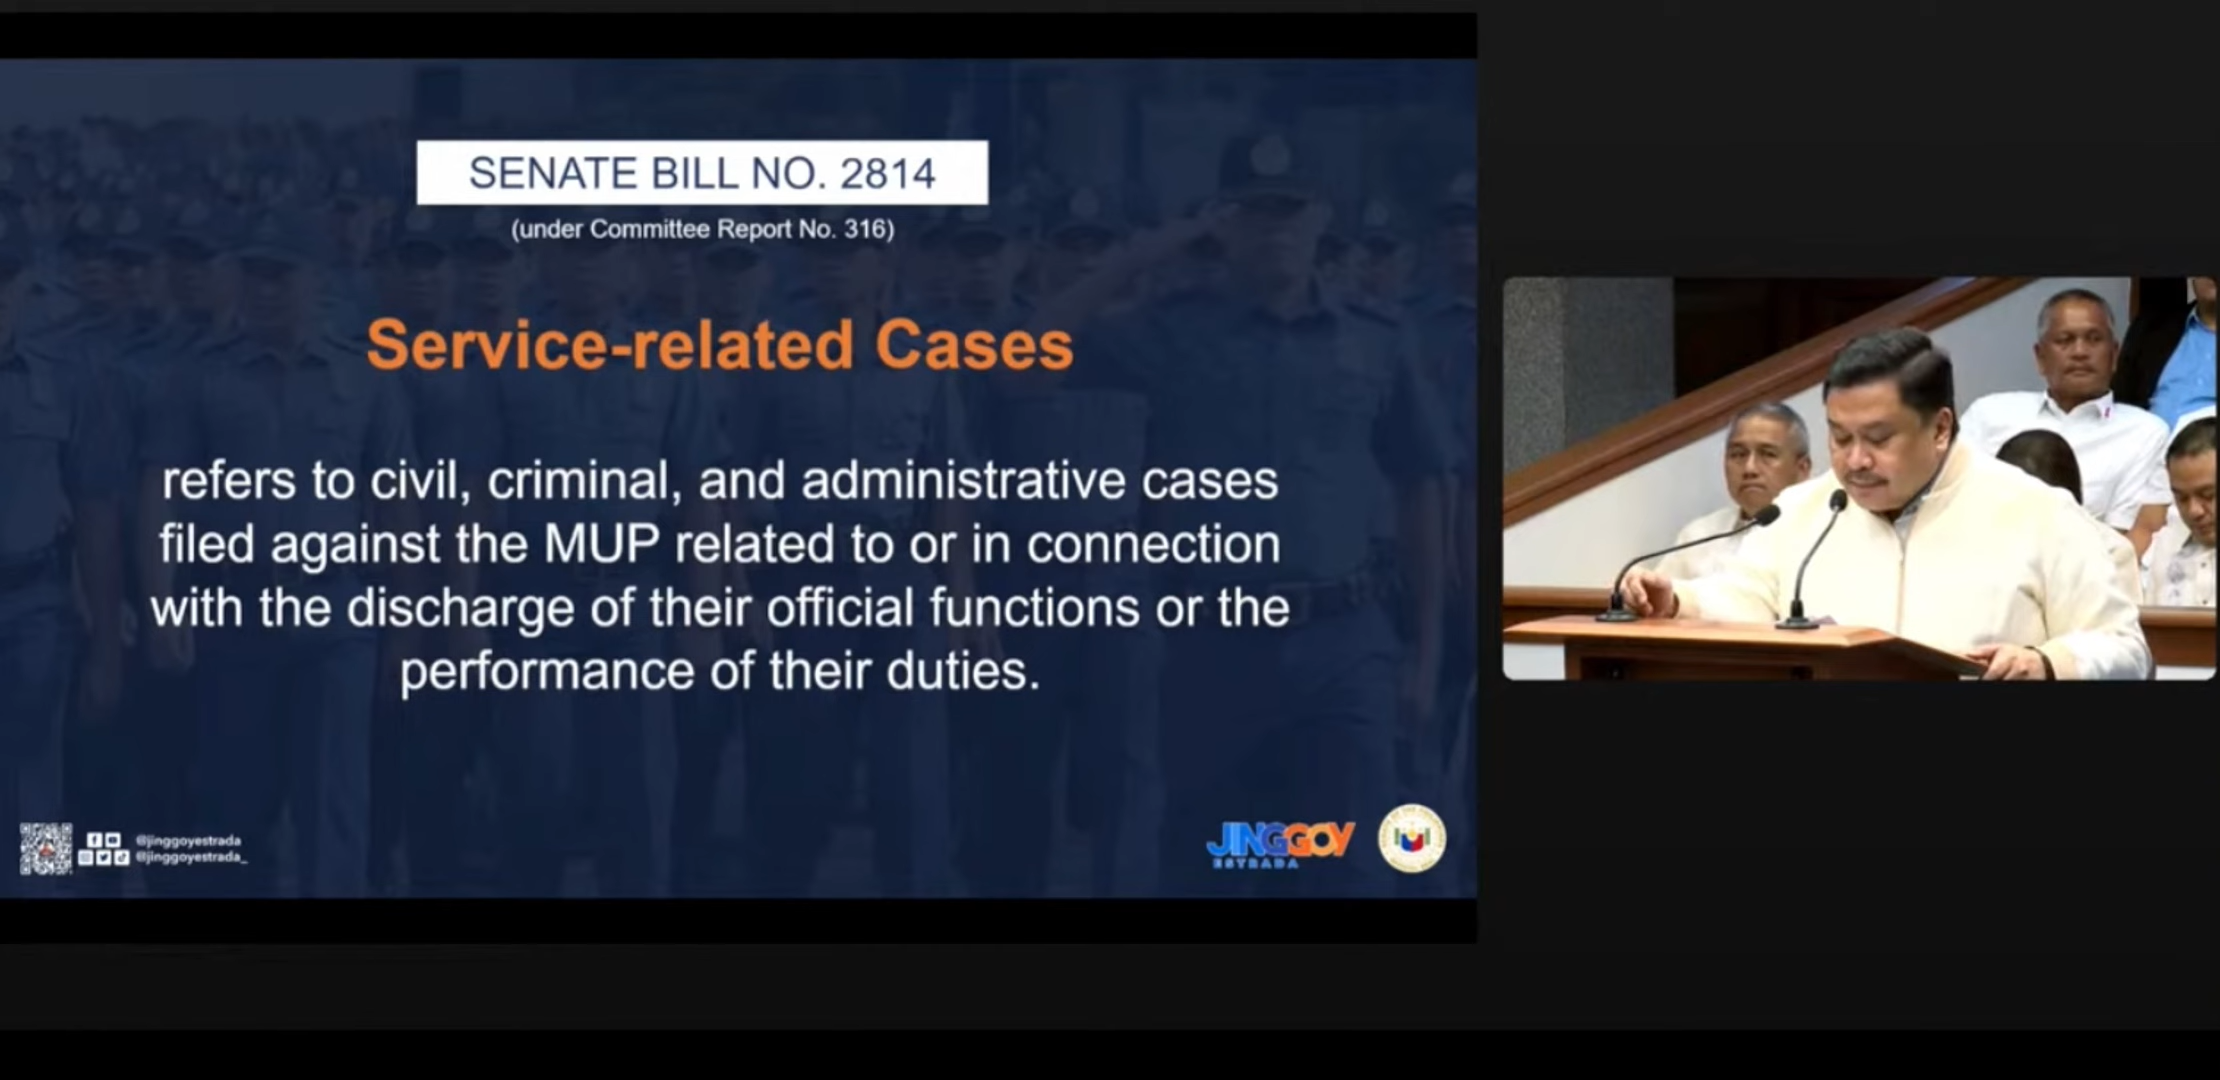 SENATE BILL NO. 2814
(under Committee Report No. 316)
Service-related Cases
refers to civil, criminal, and administrative cases
filed against the MUP related to or in connection
with the discharge of their official functions or the
performance of their duties.
@jinggoyestrada
@jinggoyestrada_
JINGGOY
ESTRADA